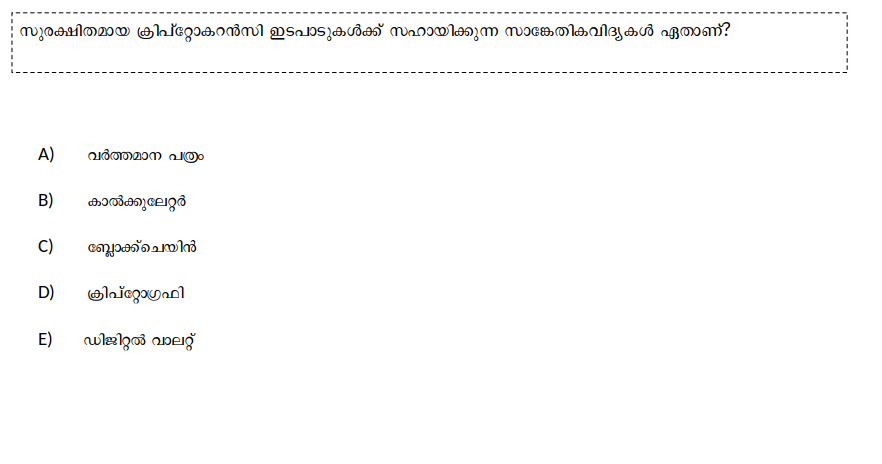 സുരക്ഷിതമായ ക്രിപ്റ്റോകറൻസി ഇടപാടുകൾക്ക് സഹായിക്കുന്ന സാങ്കേതികവിദ്യകൾ ഏതാണ്?
A) വർത്തമാന പത്രം
B) കാൽക്കുലേറ്റർ
C) ബ്ലോക്ക്ചെയിൻ
D) ക്രിപ്റ്റോഗ്രഫി
E) ഡിജിറ്റൽ വാലറ്റ്